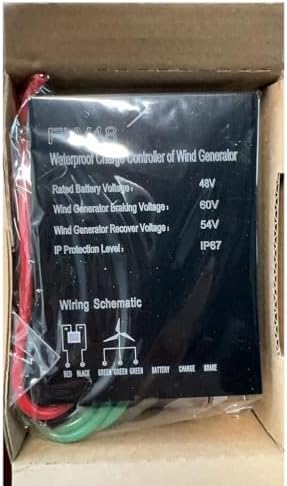 Waterproof Charge Controller of Wind Generator
Rated Battery Voltage: 48V
Wind Generator Braking Voltage: 60V
Wind Generator Recover Voltage: 54V
IP Protection Level: IP67
Wiring Schematic
RED BLACK GREEN GREEN GREEN BATTERY CHARGE BRAKE